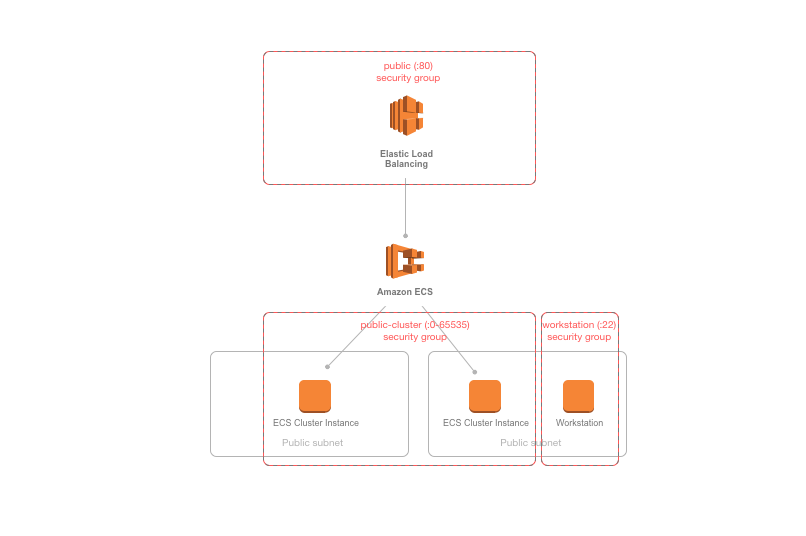 public (:80)
security group
Elastic Load
Balancing
Amazon ECS
public-cluster (:0-65535)
security group
workstation (:22)
security group
ECS Cluster Instance
ECS Cluster Instance
Workstation
Public subnet
Public subnet